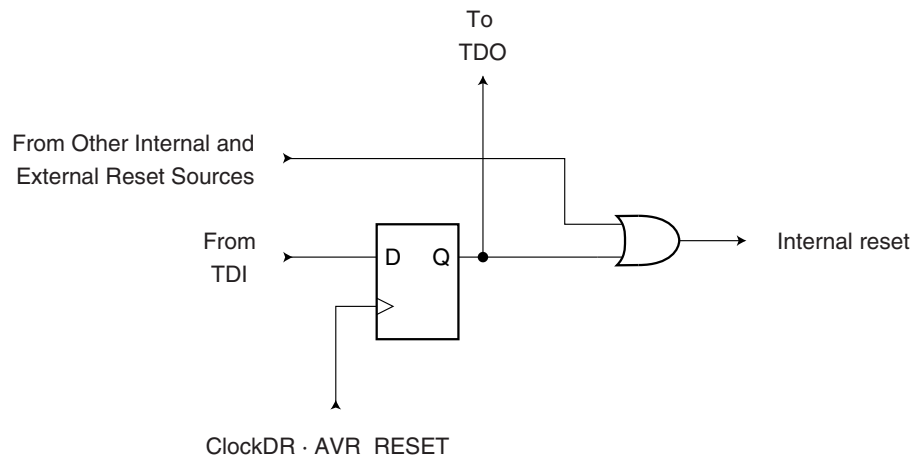 To
TDO
From Other Internal and
External Reset Sources
From
TDI
D Q
Internal reset
ClockDR · AVR_RESET